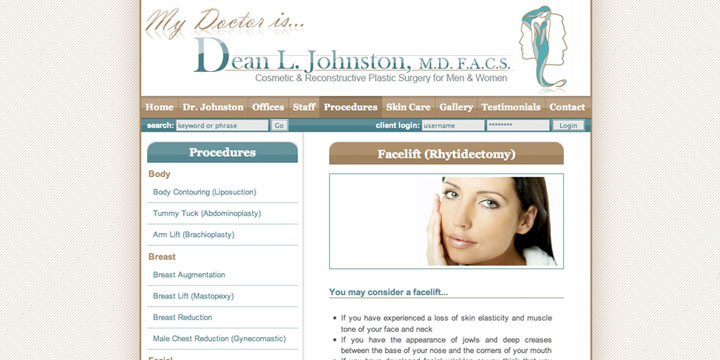 My Doctor is...
Dean L. Johnston, M.D. F.A.C.S.
Cosmetic & Reconstructive Plastic Surgery for Men & Women
Home Dr. Johnston Offices Staff Procedures Skin Care Gallery Testimonials Contact
search: keyword or phrase Go client login: username ******** Login
Procedures
Body
Body Contouring (Liposuction)
Tummy Tuck (Abdominoplasty)
Arm Lift (Brachioplasty)
Breast
Breast Augmentation
Breast Lift (Mastopexy)
Breast Reduction
Male Chest Reduction (Gynecomastic)
Facial
Facelift (Rhytidectomy)
You may consider a facelift...
• If you have experienced a loss of skin elasticity and muscle
tone of your face and neck
• If you have the appearance of jowls and deep creases
between the base of your nose and the corners of your mouth